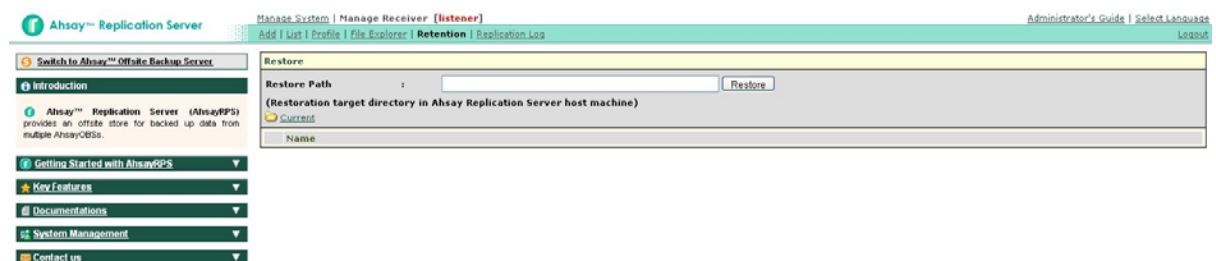 Ahsay™ Replication Server
Manage System | Manage Receiver [listener]
Administrator's Guide | Select Language
Add | List | Profile | File Explorer | Retention | Replication Log
Logout
Switch to Ahsay™ Offsite Backup Server
Introduction
Ahsay™ Replication Server (AhsayRPS)
provides an offsite store for backed up data from
multiple AhsayOBSs.
Getting Started with AhsayRPS
Key Features
Documentations
System Management
Contact us
Restore
Restore Path :
Restore
(Restoration target directory in Ahsay Replication Server host machine)
Current
Name